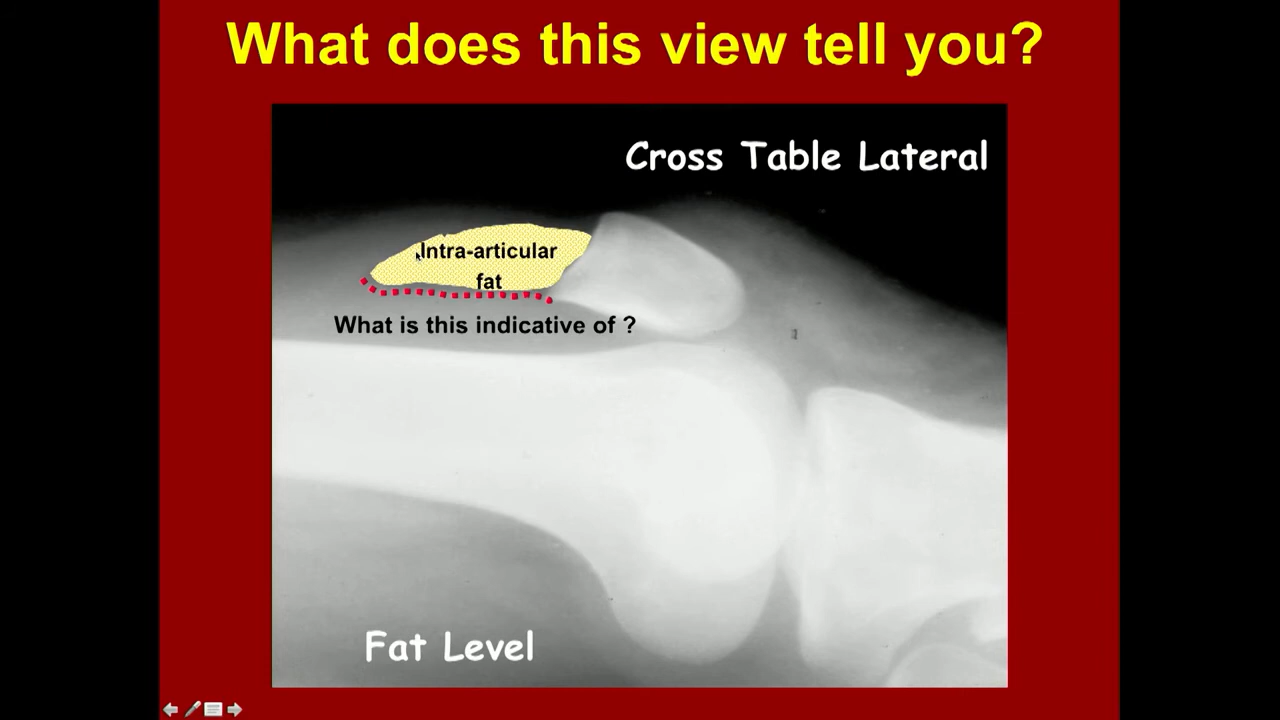 What does this view tell you?
Cross Table Lateral
Intra-articular
fat
What is this indicative of ?
Fat Level